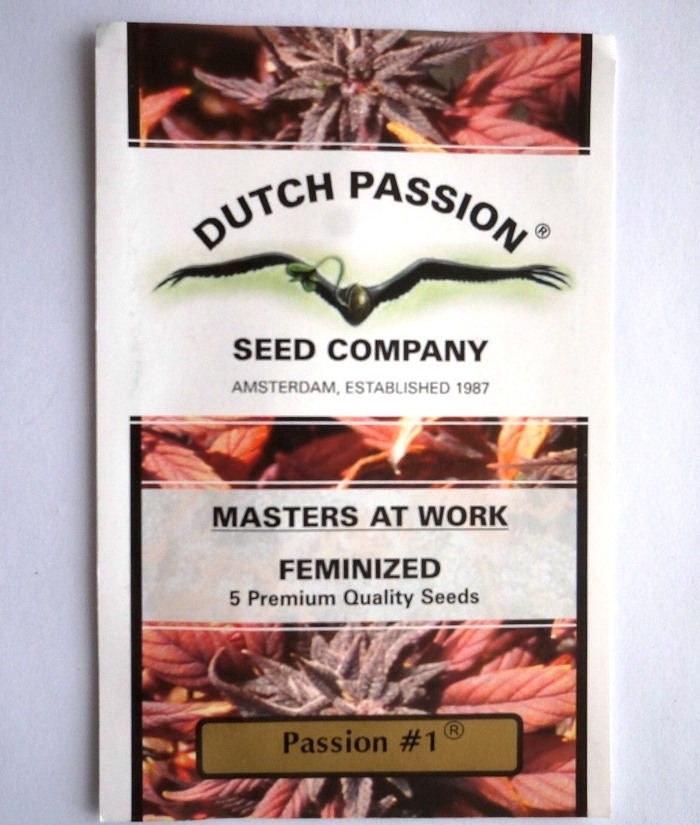 DUTCH PASSION®
SEED COMPANY
AMSTERDAM, ESTABLISHED 1987
MASTERS AT WORK
FEMINIZED
5 Premium Quality Seeds
Passion #1®